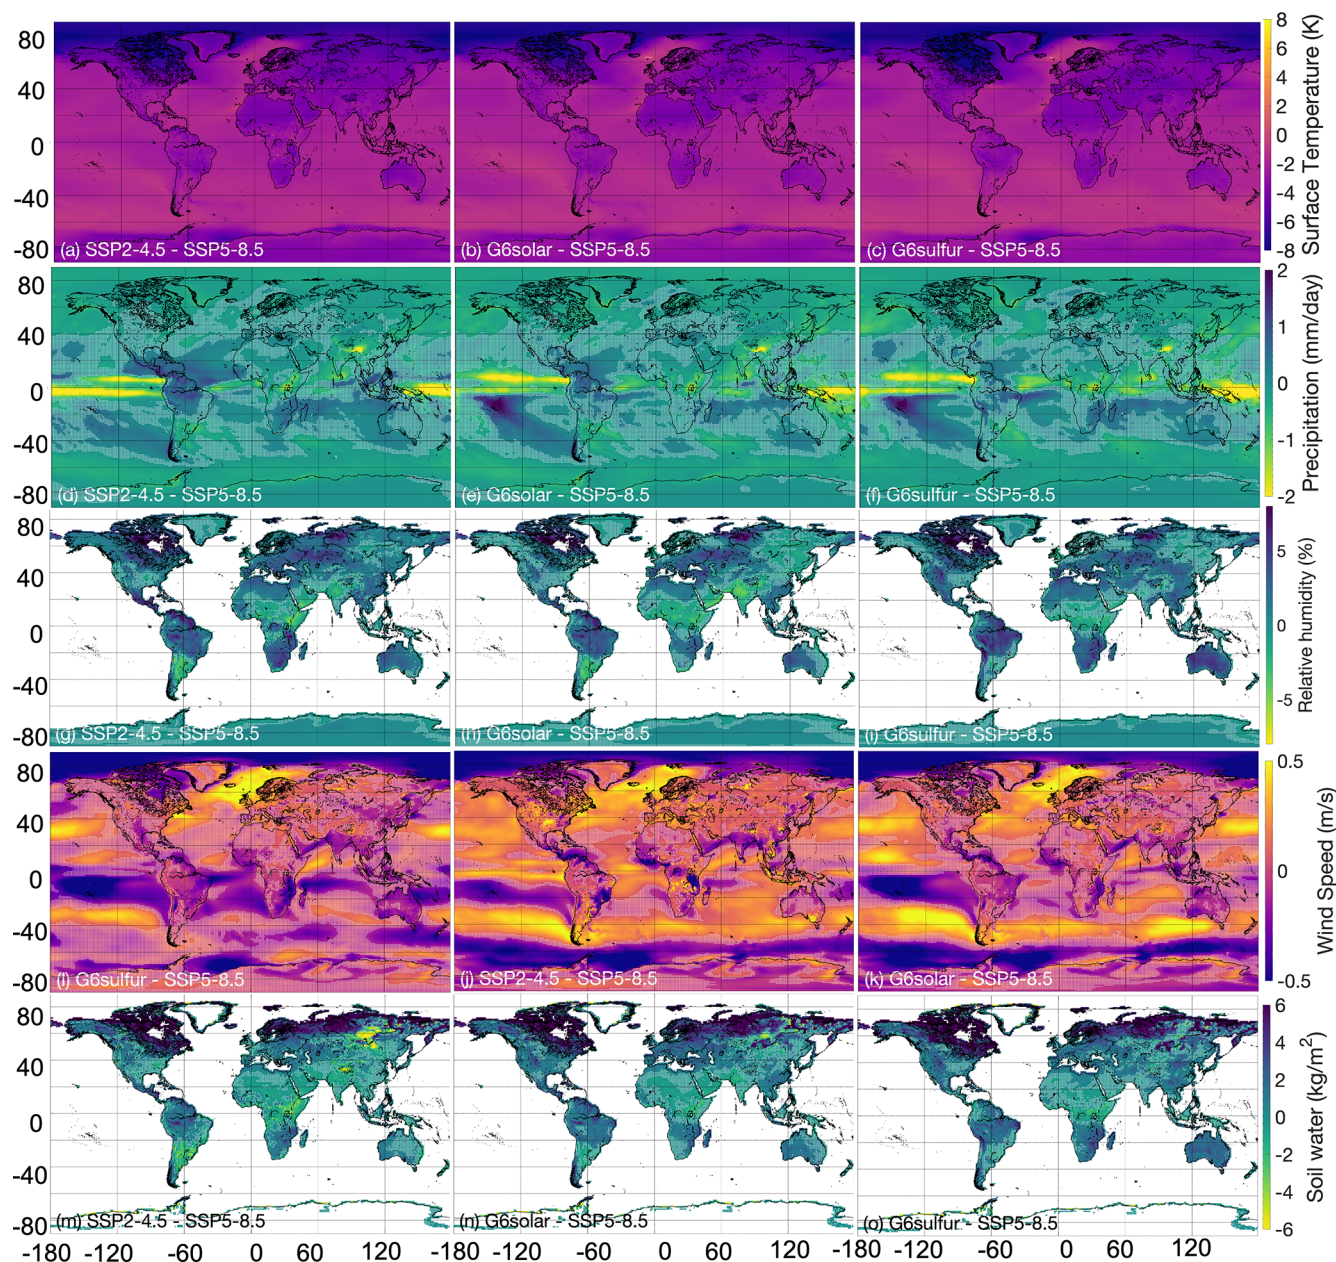 80
40
0
-40
-80
(a) SSP2-4.5 - SSP5-8.5
(b) G6solar - SSP5-8.5
(c) G6sulfur - SSP5-8.5
8
6
4
2
0
-2
-4
-6
-8
Surface Temperature (K)
80
40
0
-40
-80
(d) SSP2-4.5 - SSP5-8.5
(e) G6solar - SSP5-8.5
(f) G6sulfur - SSP5-8.5
2
1
0
-1
-2
Precipitation (mm/day)
80
40
0
-40
-80
(g) SSP2-4.5 - SSP5-8.5
(h) G6solar - SSP5-8.5
(i) G6sulfur - SSP5-8.5
5
0
-5
Relative humidity (%)
80
40
0
-40
-80
(i) G6sulfur - SSP5-8.5
(j) SSP2-4.5 - SSP5-8.5
(k) G6solar - SSP5-8.5
0.5
0
-0.5
Wind Speed (m/s)
80
40
0
-40
-80
(m) SSP2-4.5 - SSP5-8.5
(n) G6solar - SSP5-8.5
(o) G6sulfur - SSP5-8.5
6
4
2
0
-2
-4
-6
Soil water (kg/m²)
-180 -120 -60 0 60 120 -180 -60 0 60 120 -180 -60 0 60 120